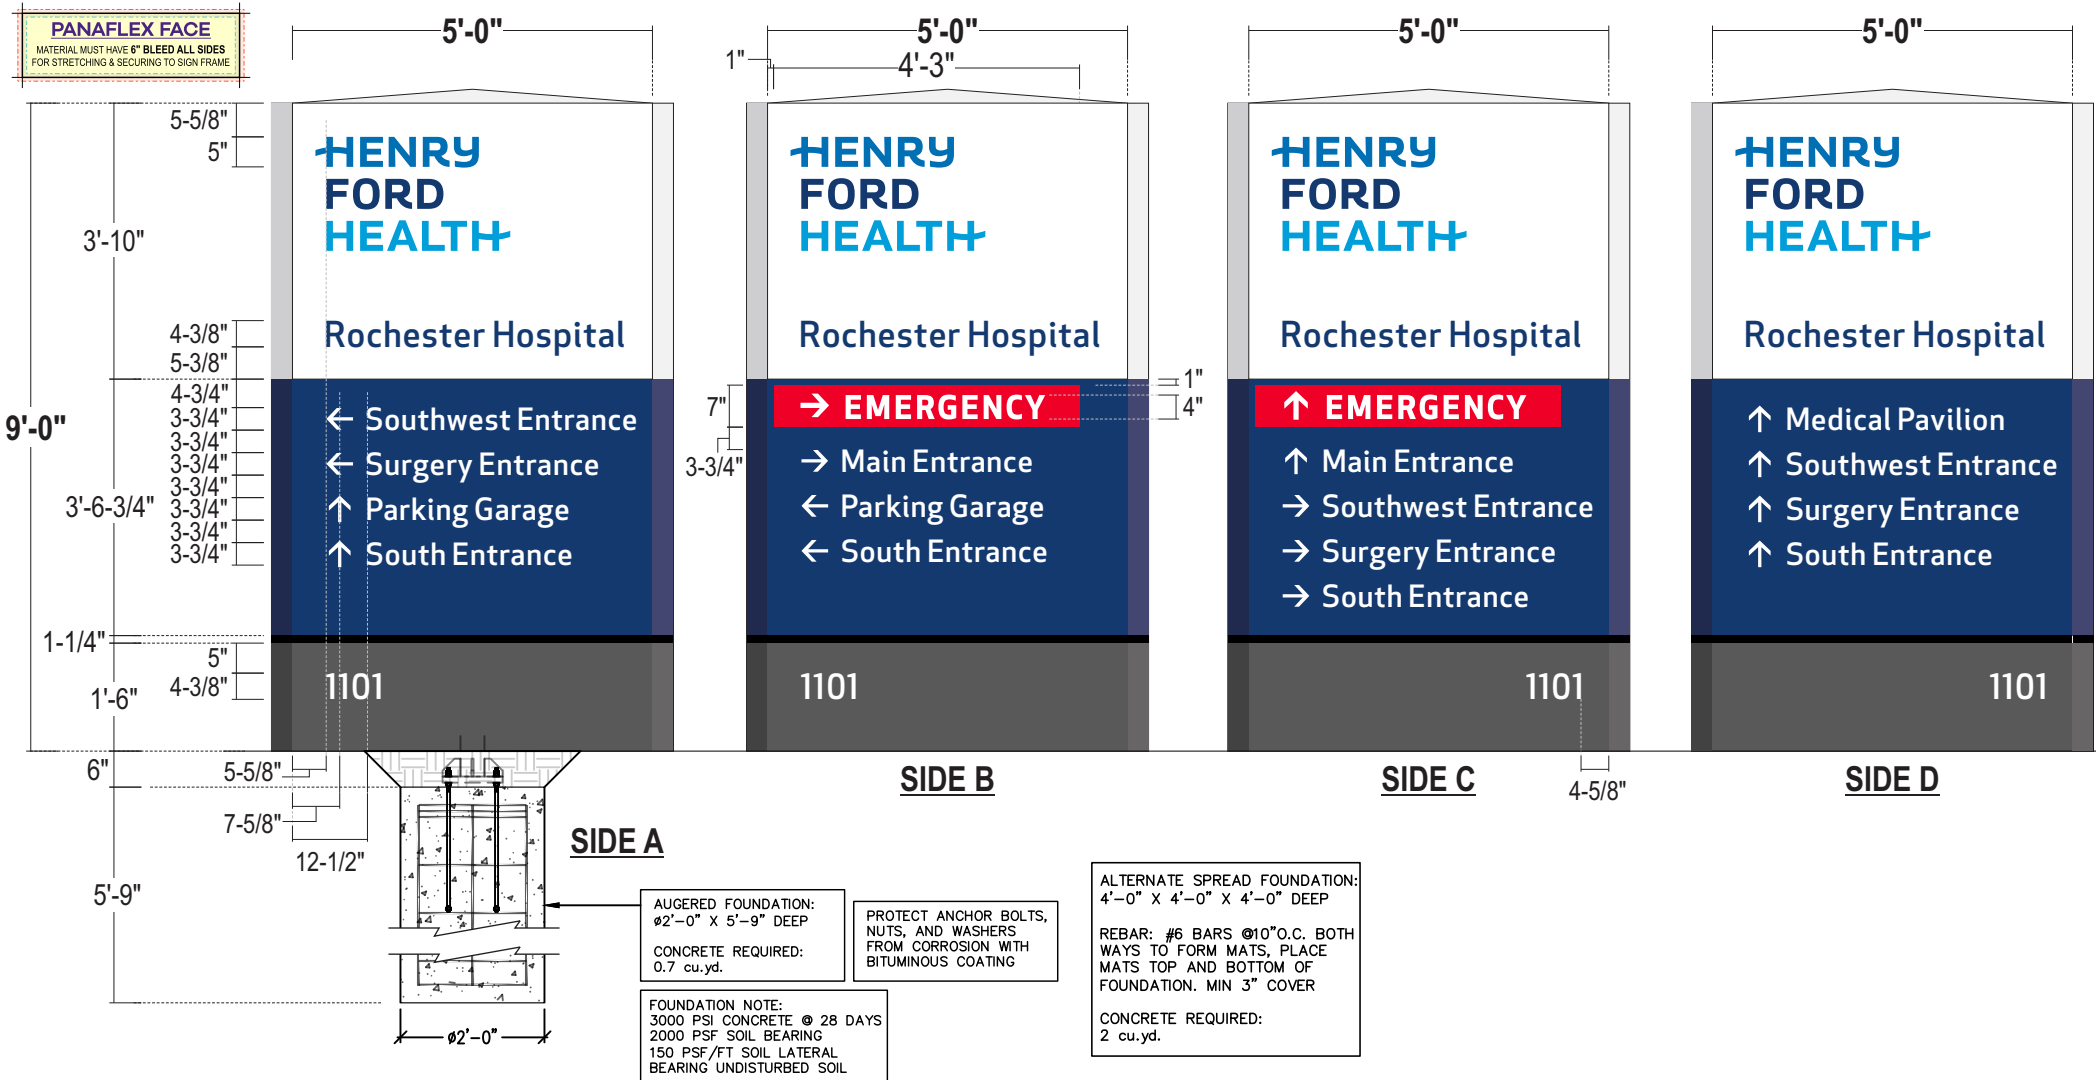 PANAFLEX FACE
MATERIAL MUST HAVE 6" BLEED ALL SIDES
FOR STRETCHING & SECURING TO SIGN FRAME
5'-0"
5'-0"
5'-0"
5'-0"
1"
4'-3"
9'-0"
3'-10"
3'-6-3/4"
1-1/4"
1'-6"
6"
5'-9"
5-5/8"
5"
4-3/8"
5-3/8"
4-3/4"
3-3/4"
3-3/4"
3-3/4"
3-3/4"
3-3/4"
3-3/4"
3-3/4"
5"
4-3/8"
HENRY
FORD
HEALTH
Rochester Hospital
← Southwest Entrance
← Surgery Entrance
↑ Parking Garage
↑ South Entrance
1101
5-5/8"
7-5/8"
12-1/2"
SIDE A
ø2'-0"
7"
3-3/4"
HENRY
FORD
HEALTH
Rochester Hospital
→ EMERGENCY
→ Main Entrance
← Parking Garage
← South Entrance
1101
SIDE B
1"
4"
HENRY
FORD
HEALTH
Rochester Hospital
↑ EMERGENCY
↑ Main Entrance
→ Southwest Entrance
→ Surgery Entrance
→ South Entrance
1101
SIDE C
4-5/8"
HENRY
FORD
HEALTH
Rochester Hospital
↑ Medical Pavilion
↑ Southwest Entrance
↑ Surgery Entrance
↑ South Entrance
1101
SIDE D
AUGERED FOUNDATION:
ø2'-0" X 5'-9" DEEP
CONCRETE REQUIRED:
0.7 cu.yd.
PROTECT ANCHOR BOLTS,
NUTS, AND WASHERS
FROM CORROSION WITH
BITUMINOUS COATING
FOUNDATION NOTE:
3000 PSI CONCRETE @ 28 DAYS
2000 PSF SOIL BEARING
150 PSF/FT SOIL LATERAL
BEARING UNDISTURBED SOIL
ALTERNATE SPREAD FOUNDATION:
4'-0" X 4'-0" X 4'-0" DEEP
REBAR: #6 BARS @10"O.C. BOTH
WAYS TO FORM MATS, PLACE
MATS TOP AND BOTTOM OF
FOUNDATION. MIN 3" COVER
CONCRETE REQUIRED:
2 cu.yd.